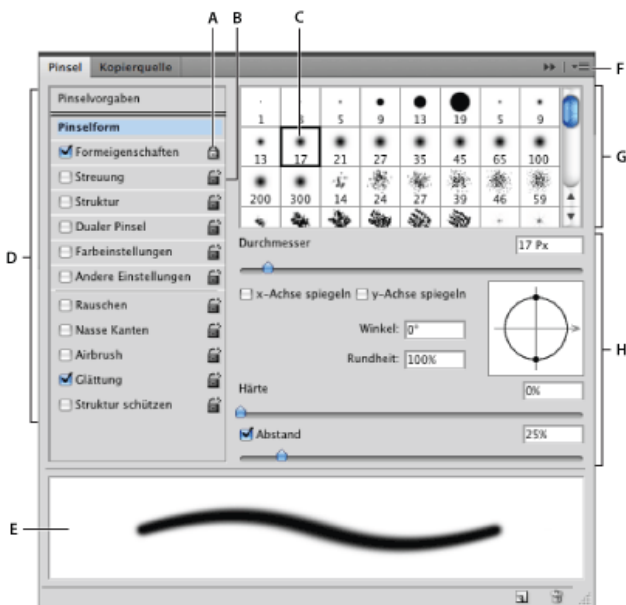 A B C
Pinsel Kopierquelle
F
Pinselvorgaben
Pinselform
Formeigenschaften
Streuung
Struktur
Dualer Pinsel
Farbeinstellungen
Andere Einstellungen
Rauschen
Nasse Kanten
Airbrush
Glättung
Struktur schützen
D
1 3 5 9 13 19 5 9
13 17 21 27 35 45 65 100
200 300 14 24 27 39 46 59
G
Durchmesser 17 Px
x-Achse spiegeln y-Achse spiegeln
Winkel: 0°
Rundheit: 100%
H
Härte 0%
Abstand 25%
E